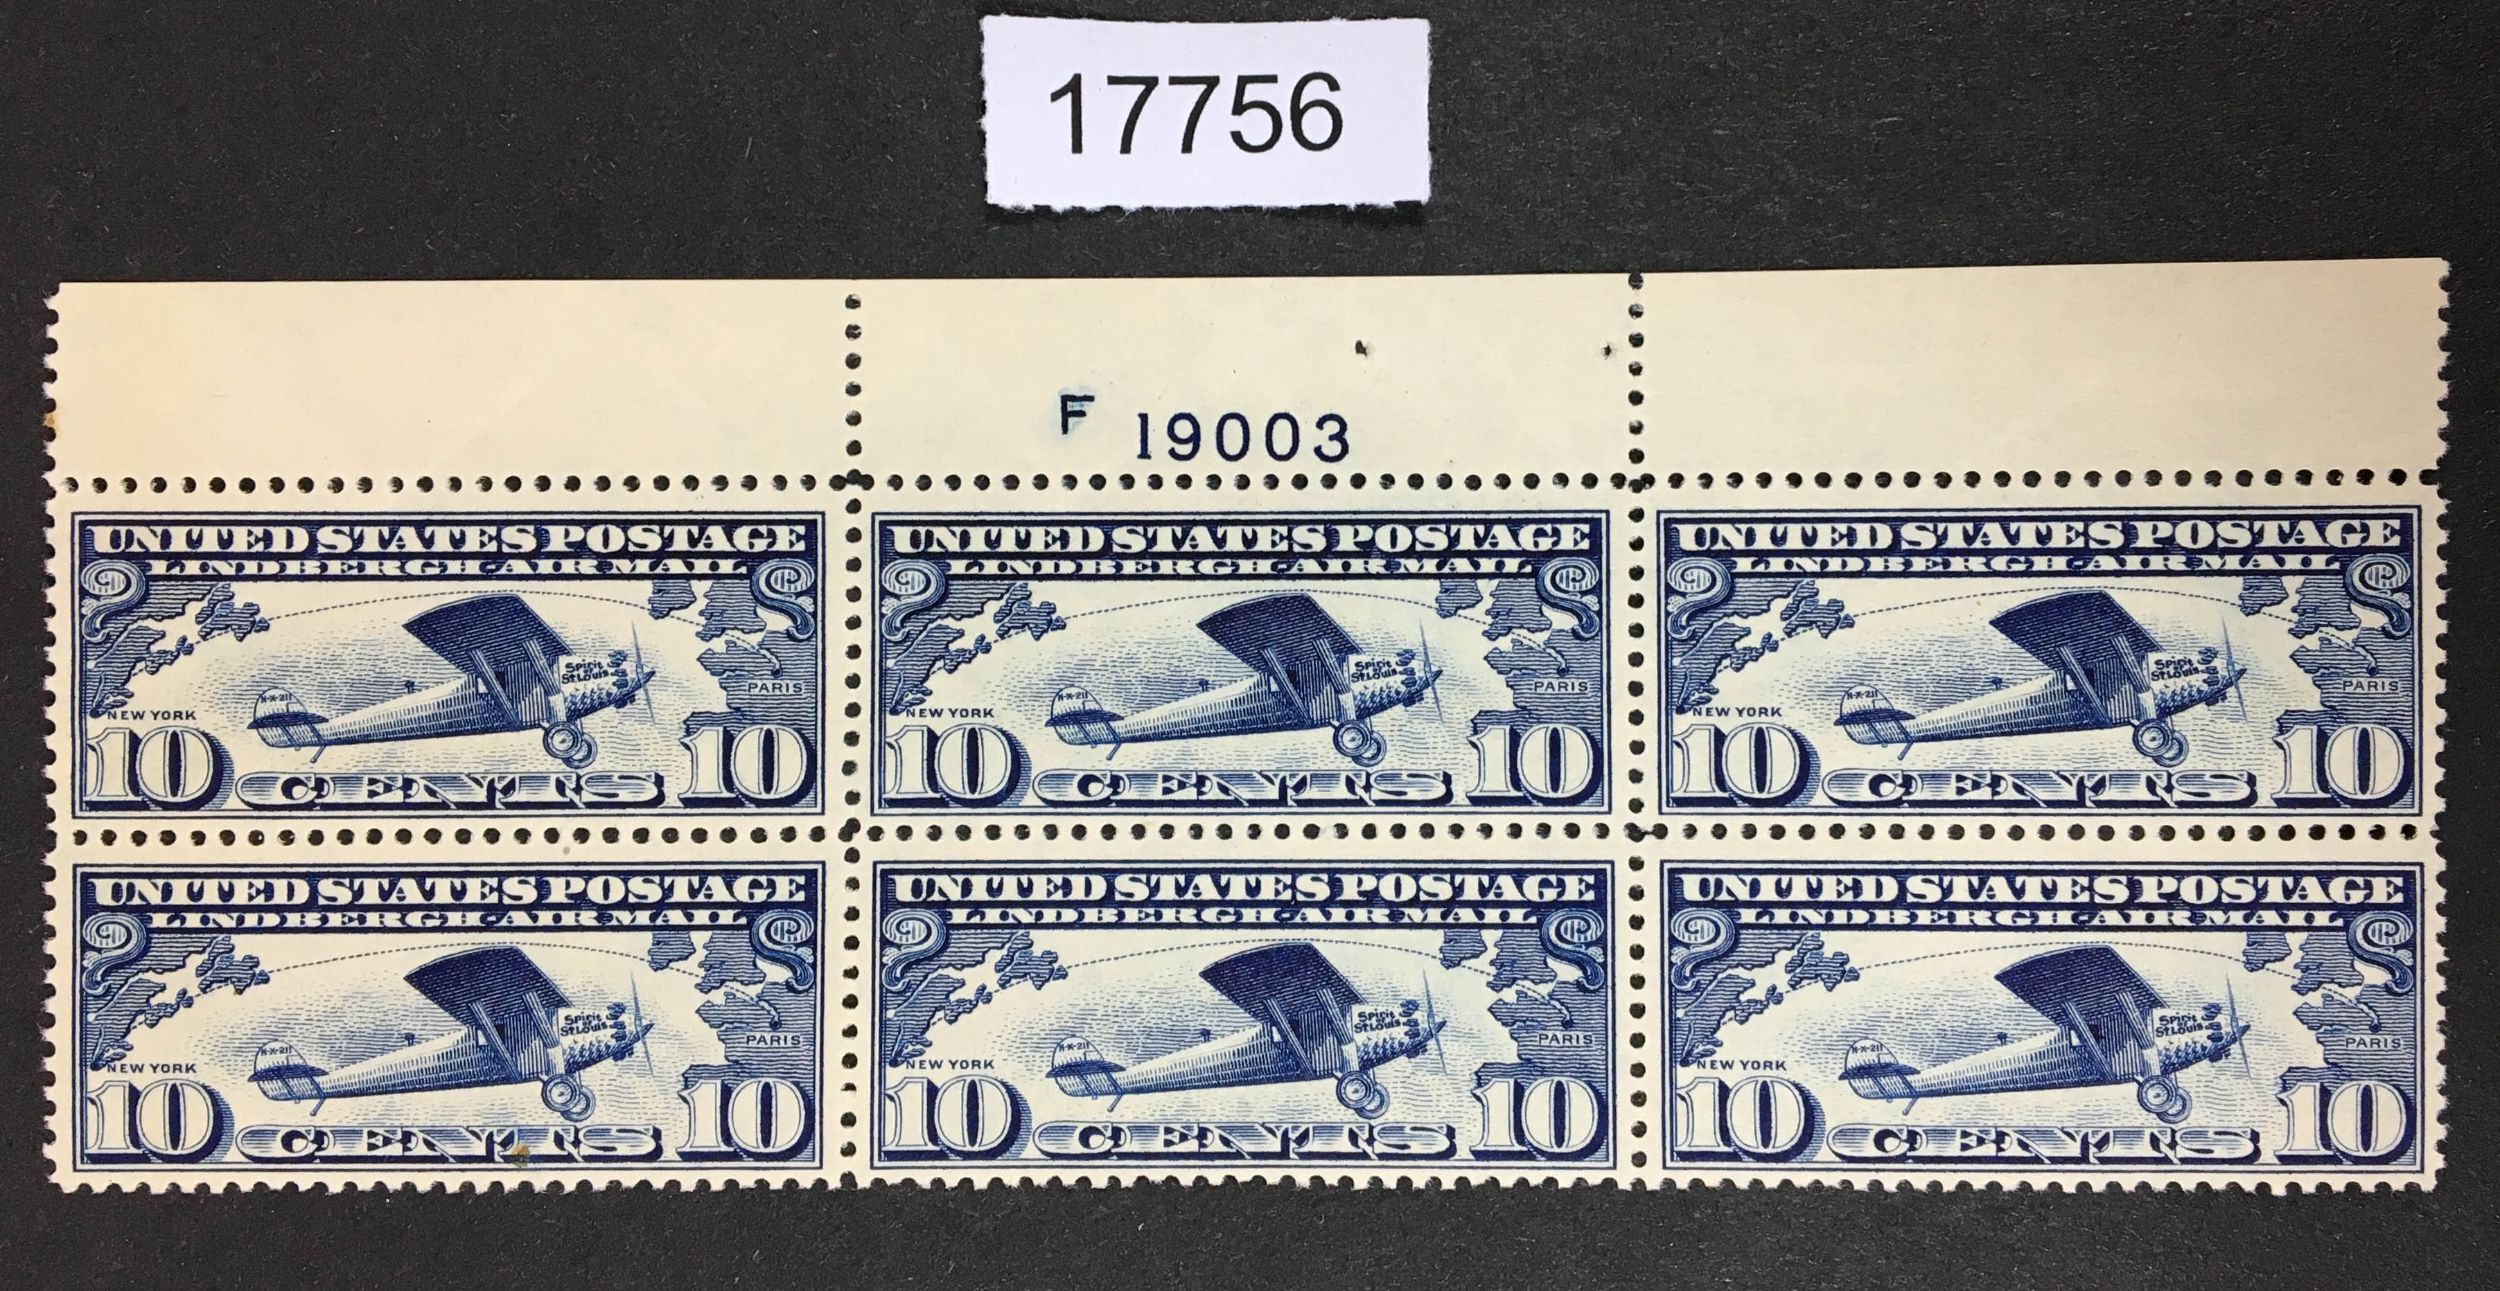 17756
F 19003
UNITED STATES POSTAGE
LINDBERGH-AIR MAIL
Spirit
of
St Louis
N-X-211
PARIS
NEW YORK
10 CENTS 10
UNITED STATES POSTAGE
LINDBERGH-AIR MAIL
Spirit
of
St Louis
N-X-211
PARIS
NEW YORK
10 CENTS 10
UNITED STATES POSTAGE
LINDBERGH-AIR MAIL
Spirit
of
St Louis
N-X-211
PARIS
NEW YORK
10 CENTS 10
UNITED STATES POSTAGE
LINDBERGH-AIR MAIL
Spirit
of
St Louis
N-X-211
PARIS
NEW YORK
10 CENTS 10
UNITED STATES POSTAGE
LINDBERGH-AIR MAIL
Spirit
of
St Louis
N-X-211
PARIS
NEW YORK
10 CENTS 10
UNITED STATES POSTAGE
LINDBERGH-AIR MAIL
Spirit
of
St Louis
N-X-211
PARIS
NEW YORK
10 CENTS 10